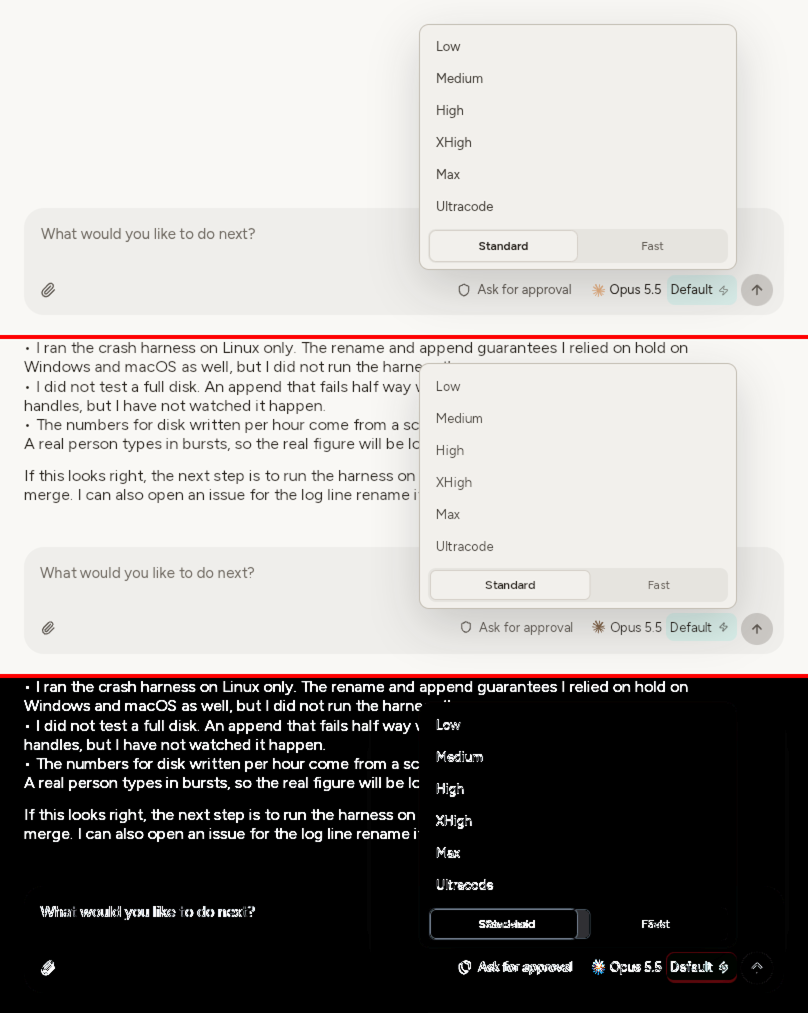 Low
Medium
High
XHigh
Max
Ultracode
Standard Fast
What would you like to do next?
Ask for approval Opus 5.5 Default
• I ran the crash harness on Linux only. The rename and append guarantees I relied on hold on
Windows and macOS as well, but I did not run the harne
• I did not test a full disk. An append that fails half way
handles, but I have not watched it happen.
• The numbers for disk written per hour come from a sc
A real person types in bursts, so the real figure will be lo
If this looks right, the next step is to run the harness on
merge. I can also open an issue for the log line rename i
Low
Medium
High
XHigh
Max
Ultracode
Standard Fast
What would you like to do next?
Ask for approval Opus 5.5 Default
• I ran the crash harness on Linux only. The rename and append guarantees I relied on hold on
Windows and macOS as well, but I did not run the harne
• I did not test a full disk. An append that fails half way
handles, but I have not watched it happen.
• The numbers for disk written per hour come from a sc
A real person types in bursts, so the real figure will be lo
If this looks right, the next step is to run the harness on
merge. I can also open an issue for the log line rename i
Low
Medium
High
XHigh
Max
Ultracode
What would you like to do next?
Ask for approval Opus 5.5 Default